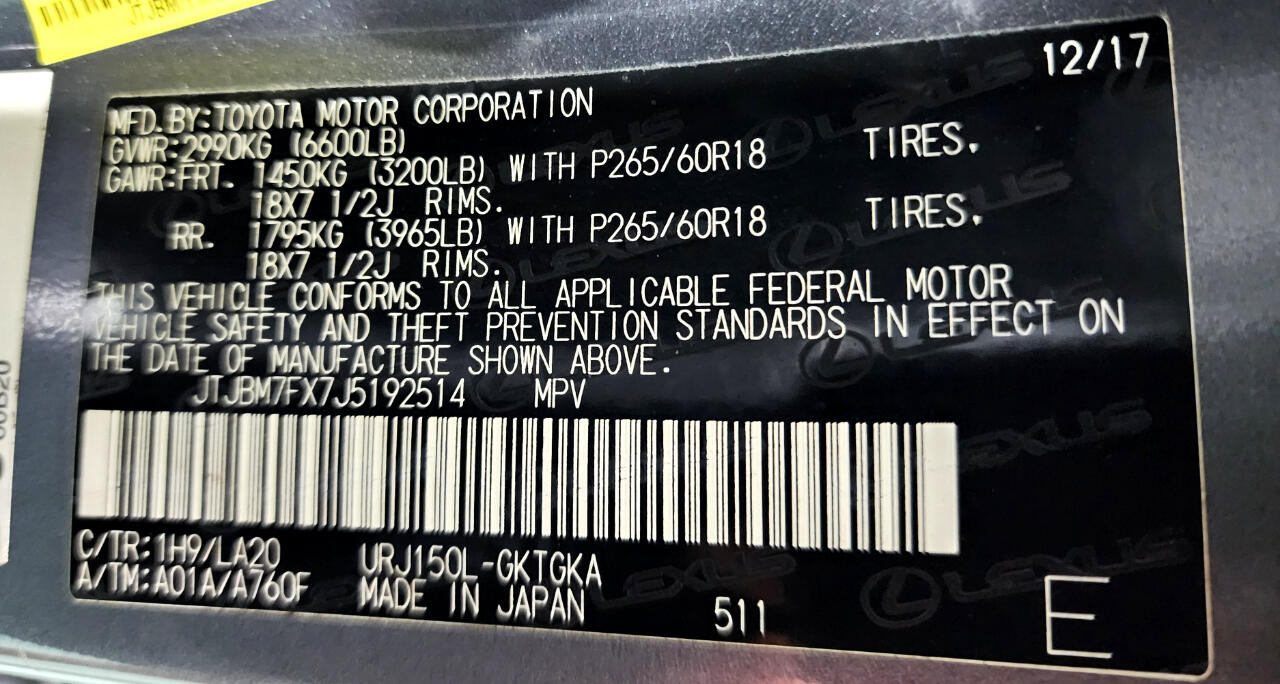 12/17
MFD. BY:TOYOTA MOTOR CORPORATION
GVWR:2990KG (6600LB)
GAWR:FRT. 1450KG (3200LB) WITH P265/60R18 TIRES.
18X7 1/2J RIMS.
RR. 1795KG (3965LB) WITH P265/60R18 TIRES.
18X7 1/2J RIMS.
THIS VEHICLE CONFORMS TO ALL APPLICABLE FEDERAL MOTOR
VEHICLE SAFETY AND THEFT PREVENTION STANDARDS IN EFFECT ON
THE DATE OF MANUFACTURE SHOWN ABOVE.
JTJBM7FX7J5192514 MPV
C/TR:1H9/LA20 URJ150L-GKTGKA
A/TM:A01A/A760F MADE IN JAPAN 511 E
LEXUS